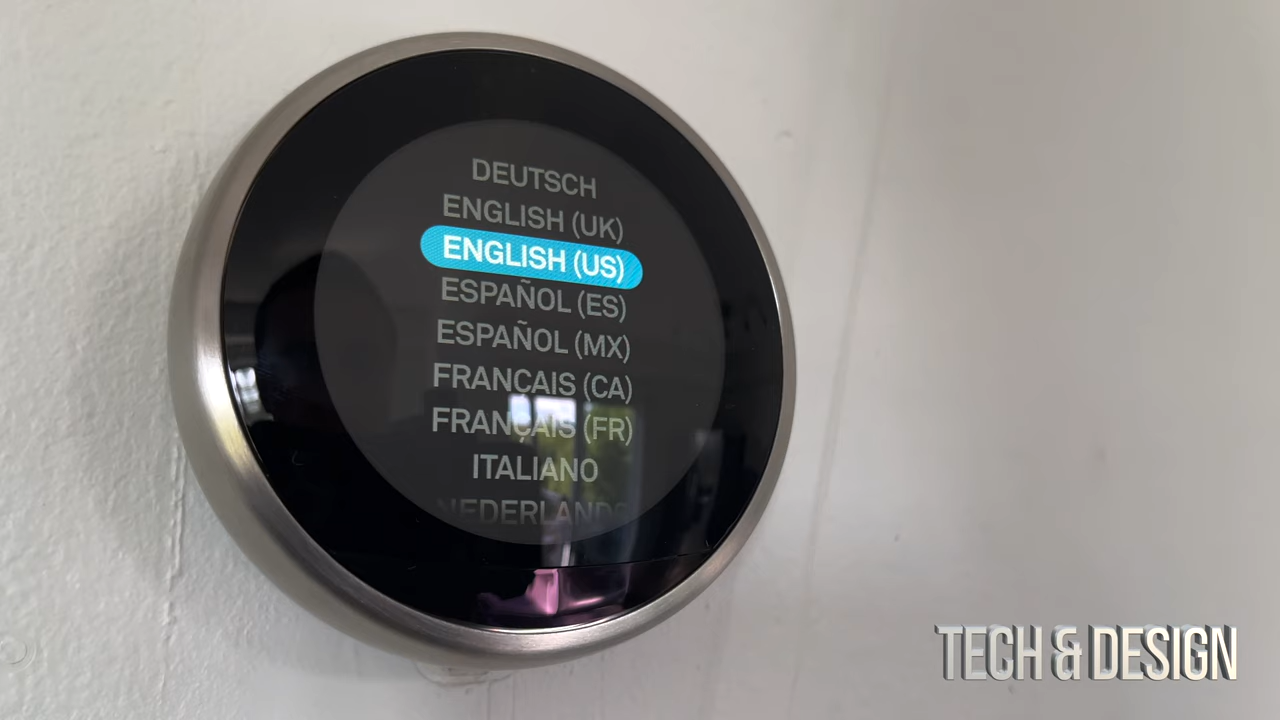 DEUTSCH
ENGLISH (UK)
ENGLISH (US)
ESPAÑOL (ES)
ESPAÑOL (MX)
FRANÇAIS (CA)
FRANÇAIS (FR)
ITALIANO
NEDERLANDS
TECH & DESIGN